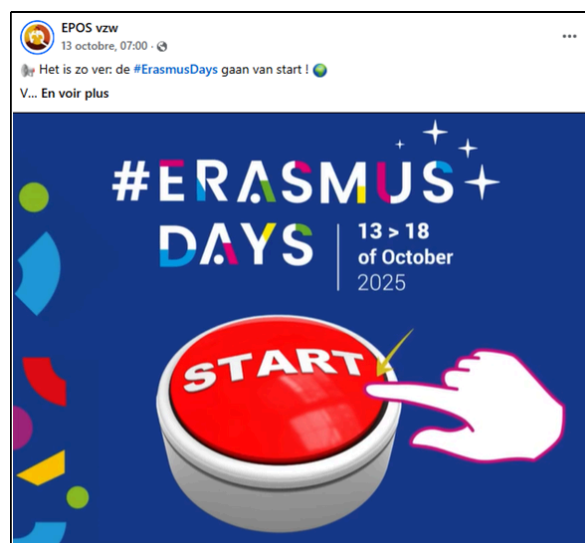 EPOS vzw
13 octobre, 07:00 ·
Het is zo ver: de #ErasmusDays gaan van start !
V... En voir plus
#ERASMUS
DAYS
13 > 18
of October
2025
START